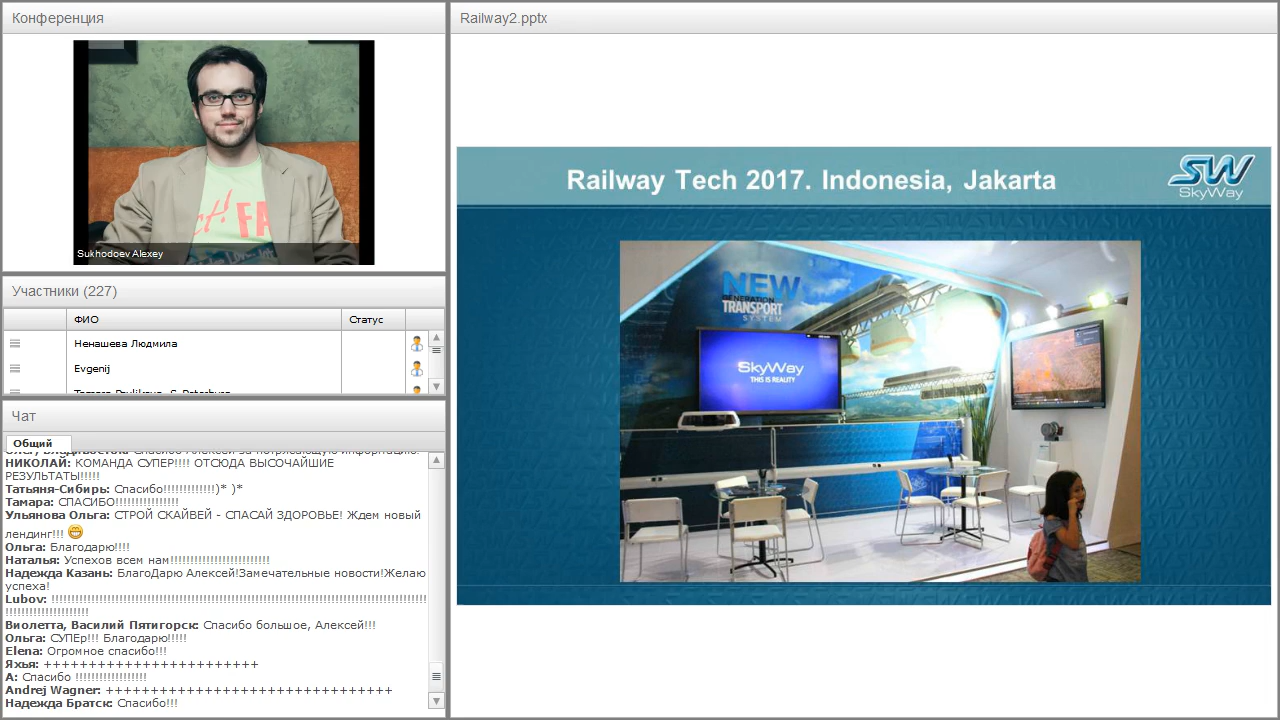 Конференция
Sukhodoev Alexey
Участники (227)
ФИО
Статус
Ненашева Людмила
Evgenij
Чат
Общий
НИКОЛАЙ: КОМАНДА СУПЕР!!!! ОТСЮДА ВЫСОЧАЙШИЕ
РЕЗУЛЬТАТЫ!!!!!
Татьяня-Сибирь: Спасибо!!!!!!!!!!!!!)* )*
Тамара: СПАСИБО!!!!!!!!!!!!!!!!
Ульянова Ольга: СТРОЙ СКАЙВЕЙ - СПАСАЙ ЗДОРОВЬЕ! Ждем новый
лендинг!!!
Ольга: Благодарю!!!!
Наталья: Успехов всем нам!!!!!!!!!!!!!!!!!!!!!!!!!
Надежда Казань: БлагоДарю Алексей!Замечательные новости!Желаю
успеха!
Lubov: !!!!!!!!!!!!!!!!!!!!!!!!!!!!!!!!!!!!!!!!!!!!!!!!!!!!!!!!!!!!!!!!!!!!!!!!!!!!!!!!!!!!!!!!!!!!!!
!!!!!!!!!!!!!!!!!!!!!
Виолетта, Василий Пятигорск: Спасибо большое, Алексей!!!
Ольга: СУПЕр!!! Благодарю!!!!!
Elena: Огромное спасибо!!!
Яхья: ++++++++++++++++++++++++
А: Спасибо !!!!!!!!!!!!!!!!!!
Andrej Wagner: ++++++++++++++++++++++++++++++++
Надежда Братск: Спасибо!!!
Railway2.pptx
Railway Tech 2017. Indonesia, Jakarta
SW
SkyWay
NEW
GENERATION
TRANSPORT
SYSTEM
SkyWay
THIS IS REALITY